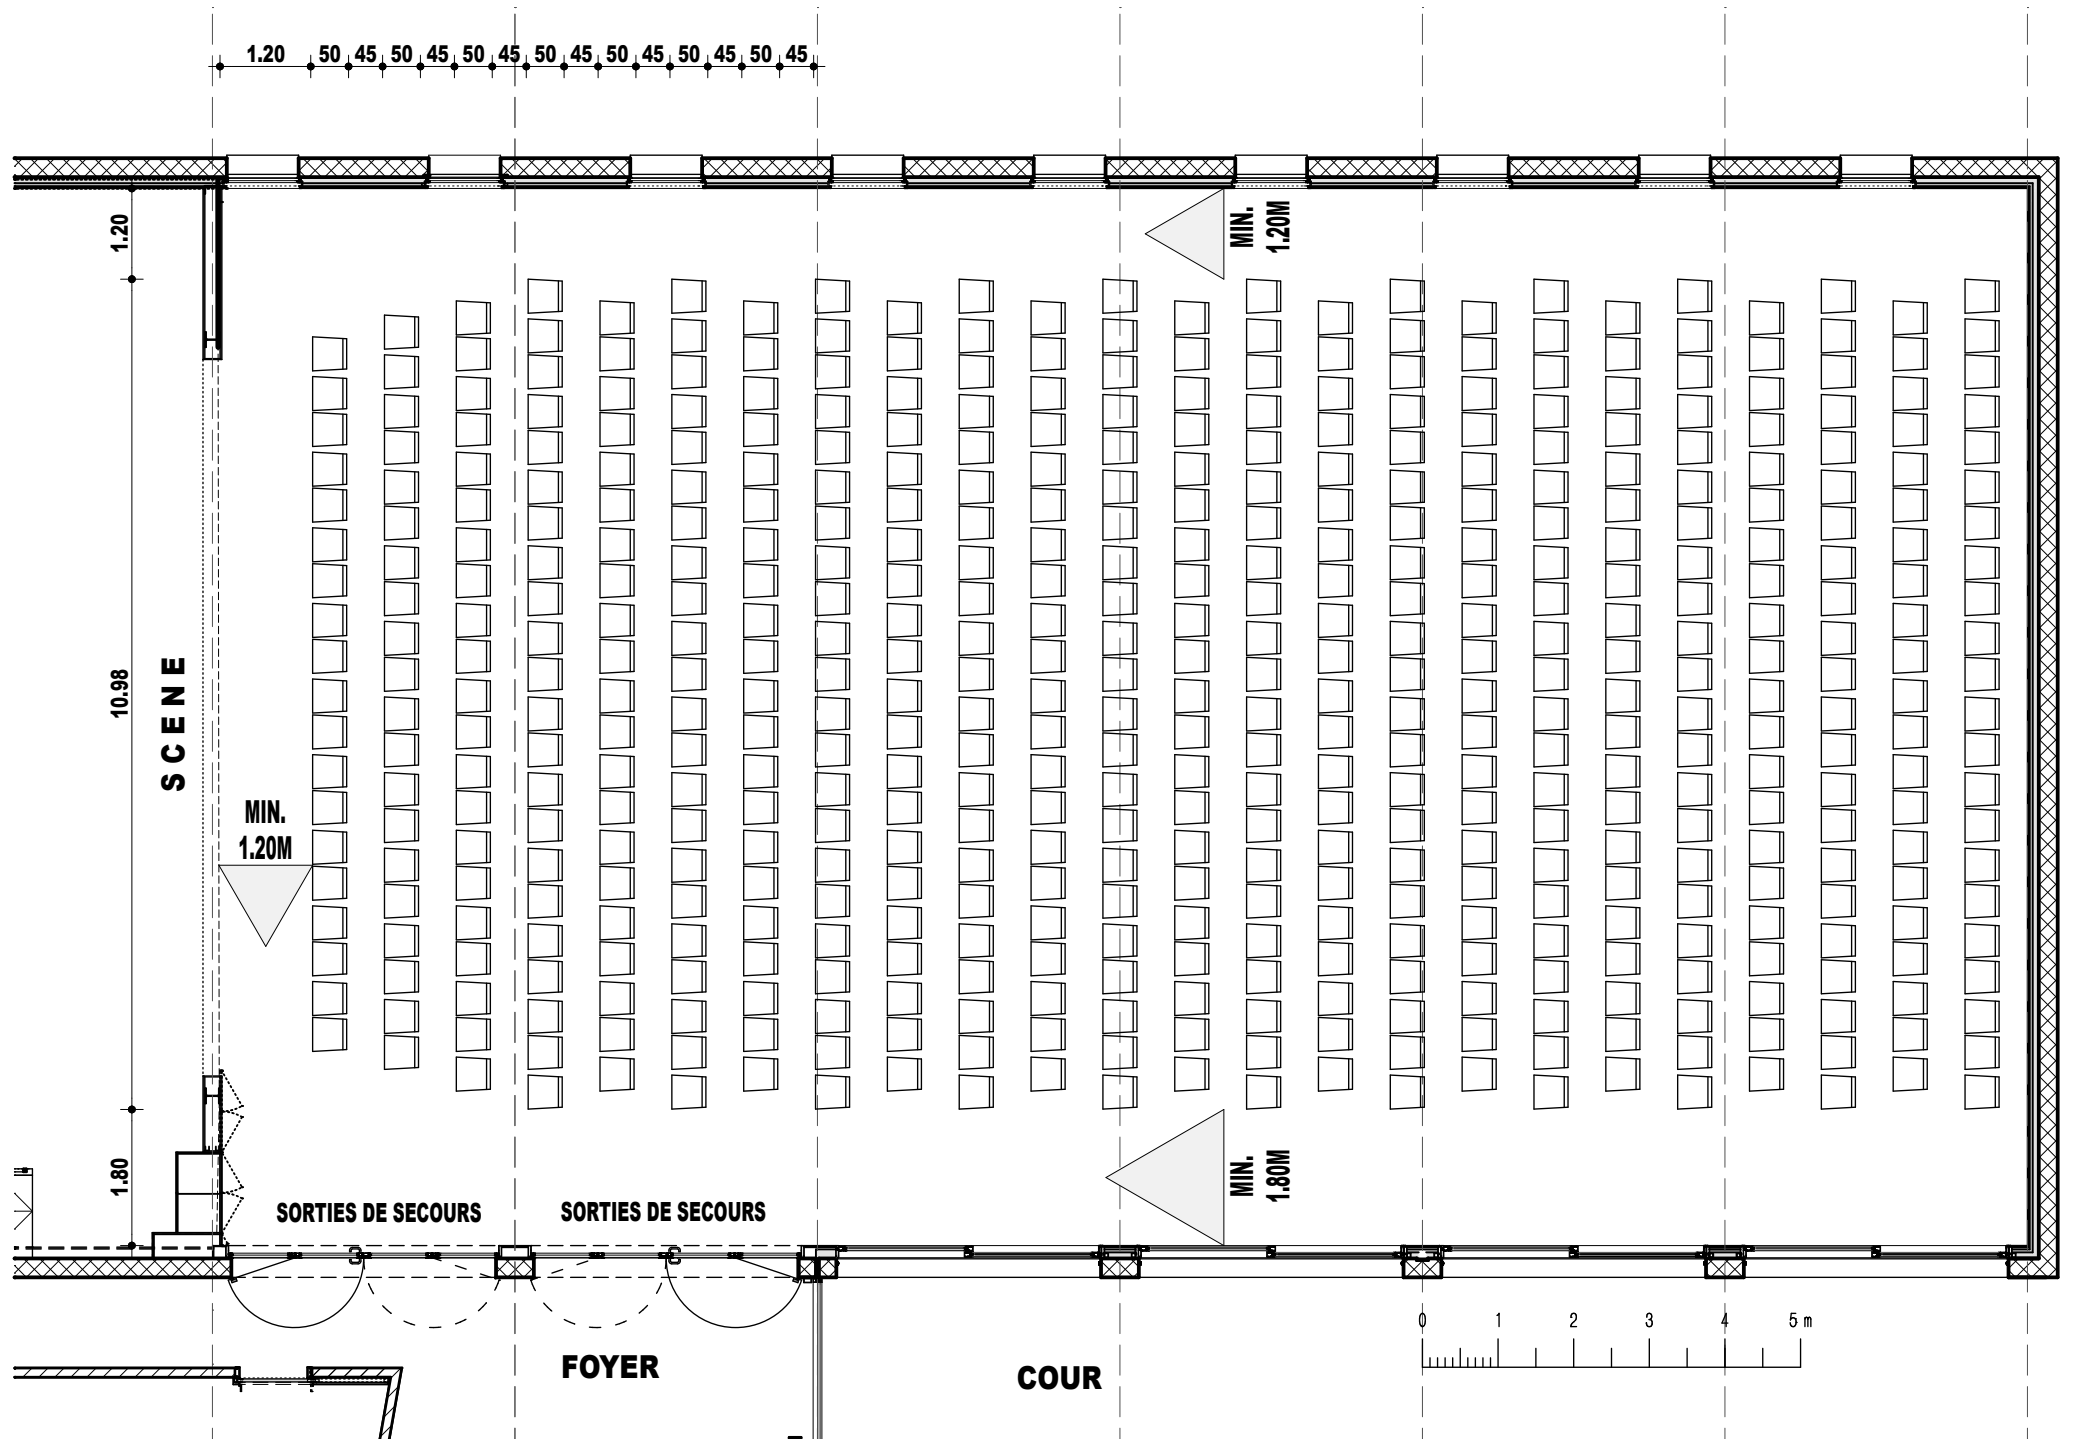 1.20 50 45 50 45 50 45 50 45 50 45 50 45 50 45
1.20
MIN.
1.20M
10.98
SCENE
MIN.
1.20M
1.80
MIN.
1.80M
SORTIES DE SECOURS
SORTIES DE SECOURS
0 1 2 3 4 5 m
FOYER
COUR